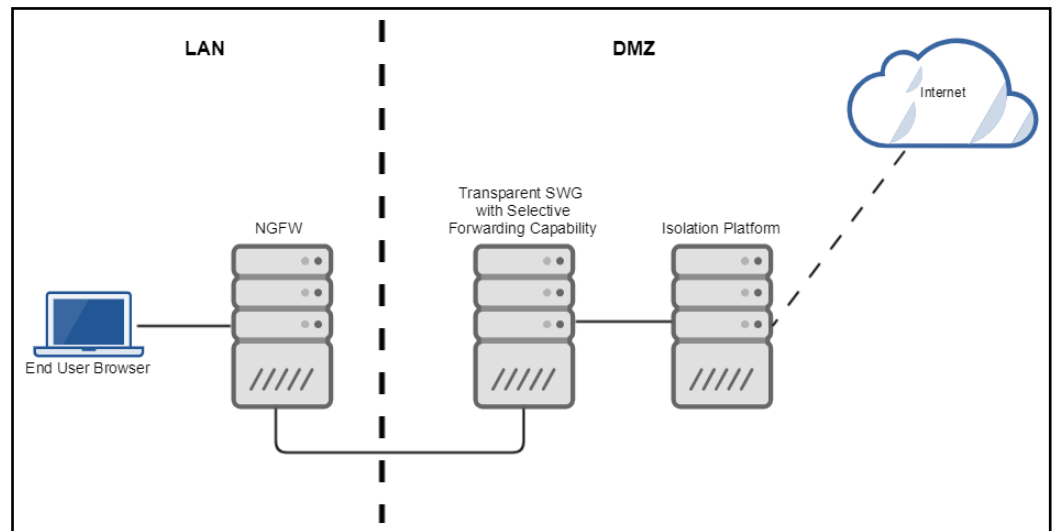 LAN
DMZ
Internet
Transparent SWG
with Selective
Forwarding Capability
NGFW
Isolation Platform
End User Browser